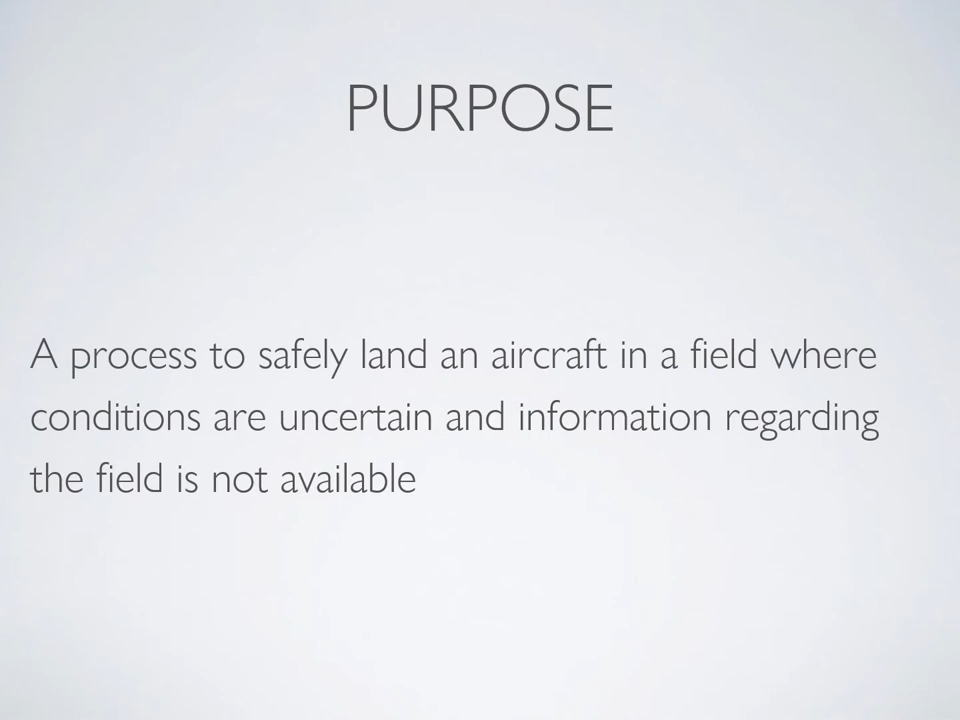 PURPOSE
A process to safely land an aircraft in a field where
conditions are uncertain and information regarding
the field is not available